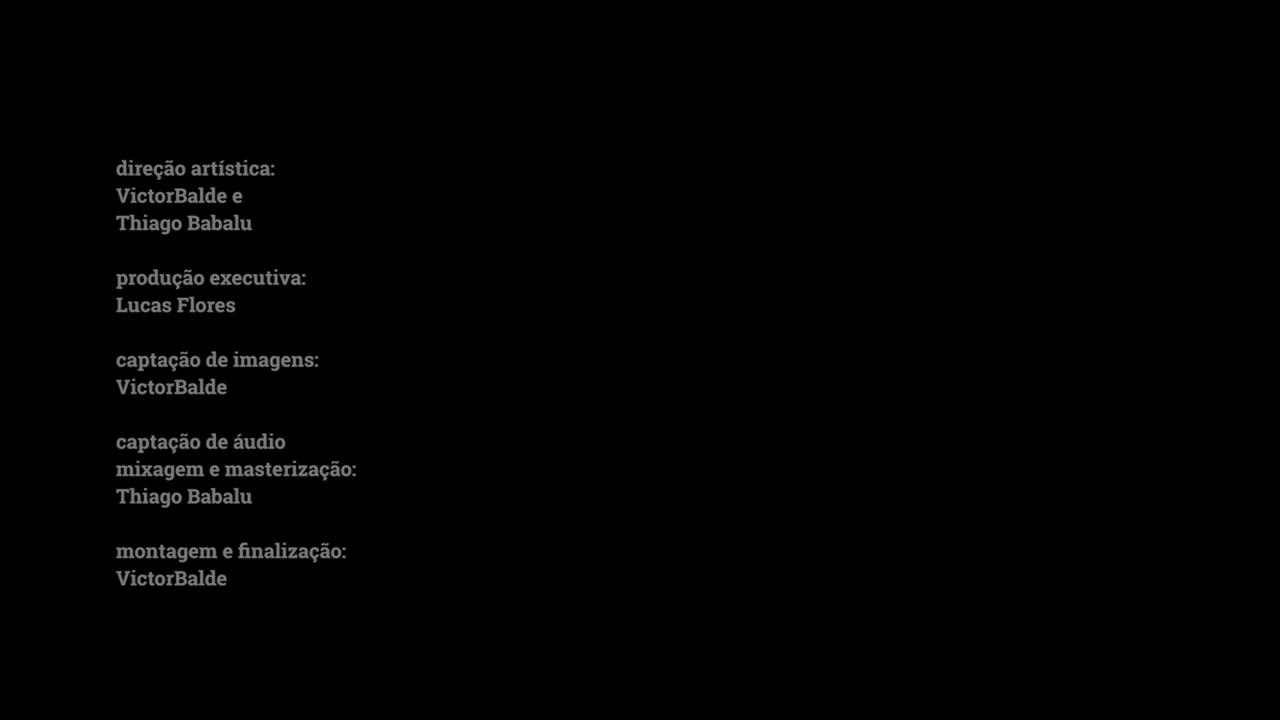 direção artística:
VictorBalde e
Thiago Babalu
produção executiva:
Lucas Flores
captação de imagens:
VictorBalde
captação de áudio
mixagem e masterização:
Thiago Babalu
montagem e finalização:
VictorBalde